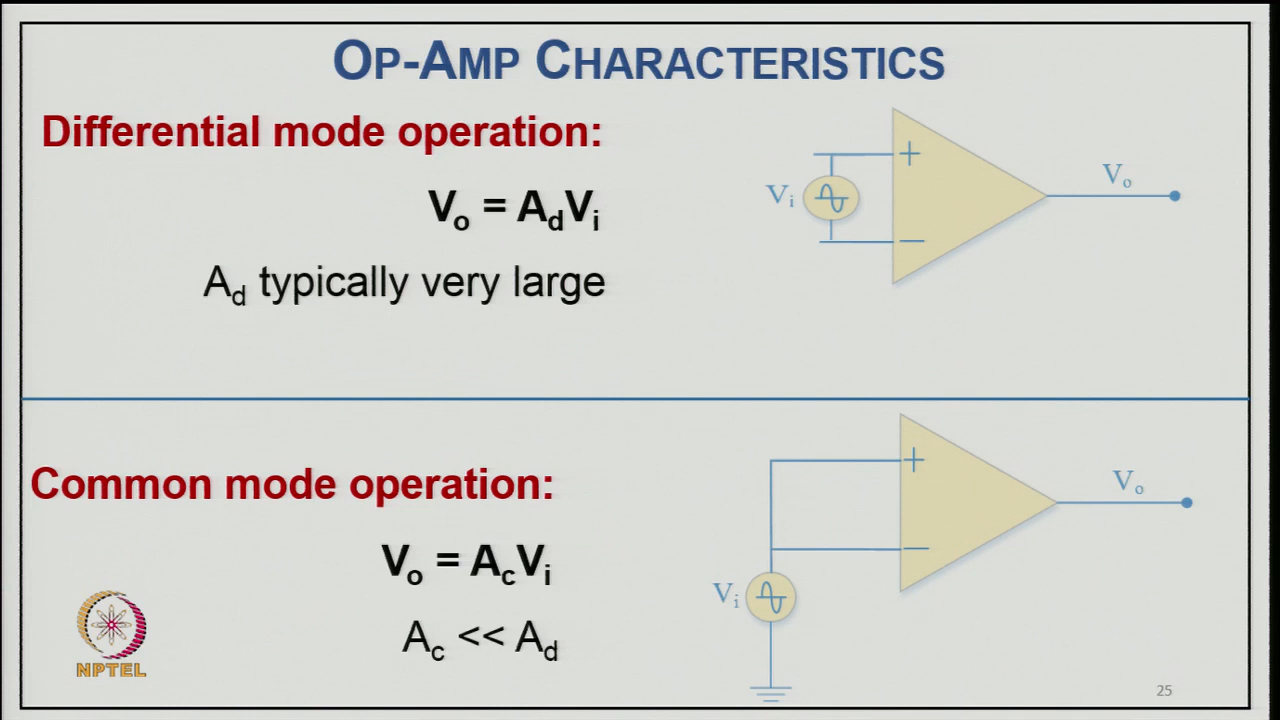 OP-AMP CHARACTERISTICS
Differential mode operation:
Vo = AdVi
Ad typically very large
+
Vi
−
Vo
Common mode operation:
Vo = AcVi
Ac << Ad
+
−
Vi
Vo
NPTEL
25